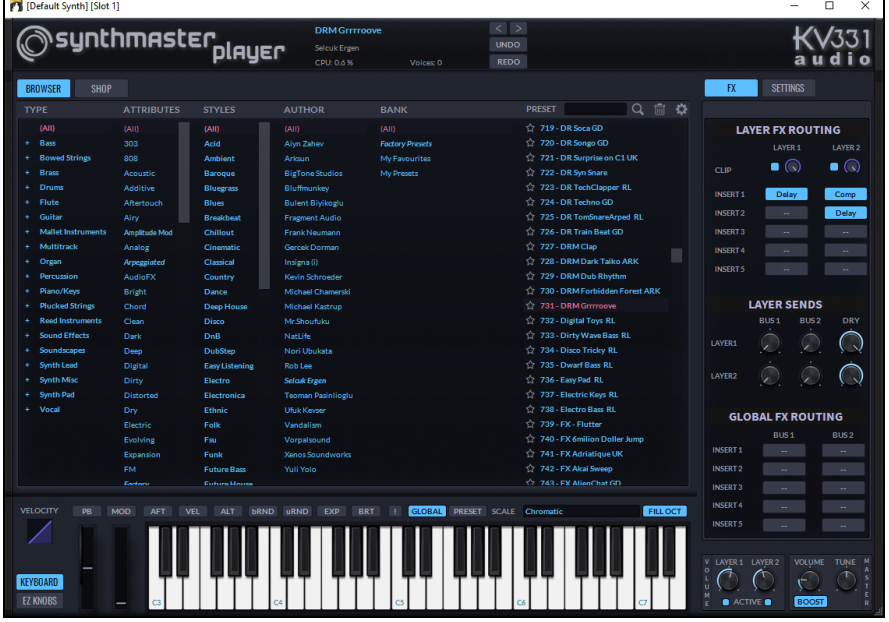 [Default Synth] [Slot 1]
synthmaster player
DRM Grrrroove
Selcuk Ergen
CPU: 0.6 %
Voices: 0
< >
UNDO
REDO
KV331
audio
BROWSER
SHOP
FX
SETTINGS
TYPE
(All)
+ Bass
+ Bowed Strings
+ Brass
+ Drums
+ Flute
+ Guitar
+ Mallet Instruments
+ Multitrack
+ Organ
+ Percussion
+ Piano/Keys
+ Plucked Strings
+ Reed Instruments
+ Sound Effects
+ Soundscapes
+ Synth Lead
+ Synth Misc
+ Synth Pad
+ Vocal
ATTRIBUTES
(All)
303
808
Acoustic
Additive
Aftertouch
Airy
Amplitude Mod
Analog
Arpeggiated
AudioFX
Bright
Chord
Clean
Dark
Deep
Digital
Dirty
Distorted
Dry
Electric
Evolving
Expansion
FM
Factory
STYLES
(All)
Acid
Ambient
Baroque
Bluegrass
Blues
Breakbeat
Chillout
Cinematic
Classical
Country
Dance
Deep House
Disco
DnB
DubStep
Easy Listening
Electro
Electronica
Ethnic
Folk
Fsu
Funk
Future Bass
Future House
AUTHOR
(All)
Aiyn Zahev
Arksun
BigTone Studios
Bluffmunkey
Bulent Biyikoglu
Fragment Audio
Frank Neumann
Gercek Dorman
Insigna (i)
Kevin Schroeder
Michael Chamerski
Michael Kastrup
Mr.Shoufuku
NatLife
Nori Ubukata
Rob Lee
Selcuk Ergen
Teoman Pasinlioglu
Ufuk Kevser
Vandalism
Vorpalsound
Xenos Soundworks
Yuli Yolo
BANK
(All)
Factory Presets
My Favourites
My Presets
PRESET
719 - DR Soca GD
720 - DR Songo GD
721 - DR Surprise on C1 UK
722 - DR Syn Snare
723 - DR TechClapper RL
724 - DR Techno GD
725 - DR TomSnareArped RL
726 - DR Train Beat GD
727 - DRM Clap
728 - DRM Dark Taiko ARK
729 - DRM Dub Rhythm
730 - DRM Forbidden Forest ARK
731 - DRM Grrrroove
732 - Digital Toys RL
733 - Dirty Wave Bass RL
734 - Disco Tricky RL
735 - Dwarf Bass RL
736 - Easy Pad RL
737 - Electric Keys RL
738 - Electro Bass RL
739 - FX - Flutter
740 - FX 6milion Doller Jump
741 - FX Adriatique UK
742 - FX Akai Sweep
743 - FX AlienChat GD
LAYER FX ROUTING
LAYER 1 LAYER 2
CLIP
INSERT 1 Delay Comp
INSERT 2 -- Delay
INSERT 3 -- --
INSERT 4 -- --
INSERT 5 -- --
LAYER SENDS
BUS 1 BUS 2 DRY
LAYER1
LAYER2
GLOBAL FX ROUTING
BUS 1 BUS 2
INSERT 1 -- --
INSERT 2 -- --
INSERT 3 -- --
INSERT 4 -- --
INSERT 5 -- --
VELOCITY
PB MOD AFT VEL ALT bRND uRND EXP BRT ! GLOBAL PRESET SCALE Chromatic FILL OCT
KEYBOARD
EZ KNOBS
C3 C4 C5 C6 C7
VOLUME
LAYER 1 LAYER 2
ACTIVE
VOLUME TUNE
BOOST
MASTER